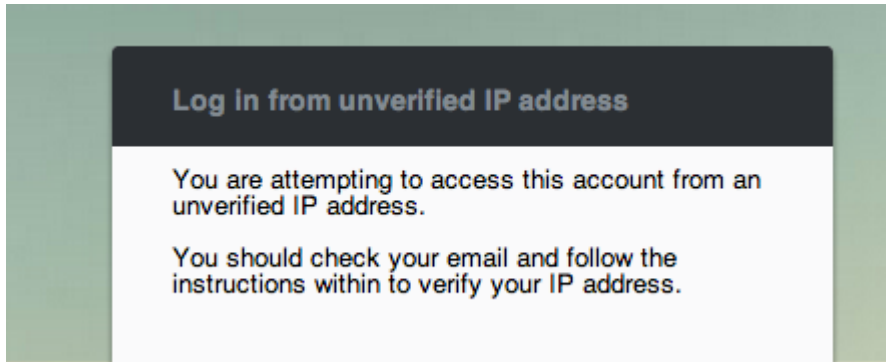 Log in from unverified IP address
You are attempting to access this account from an
unverified IP address.
You should check your email and follow the
instructions within to verify your IP address.